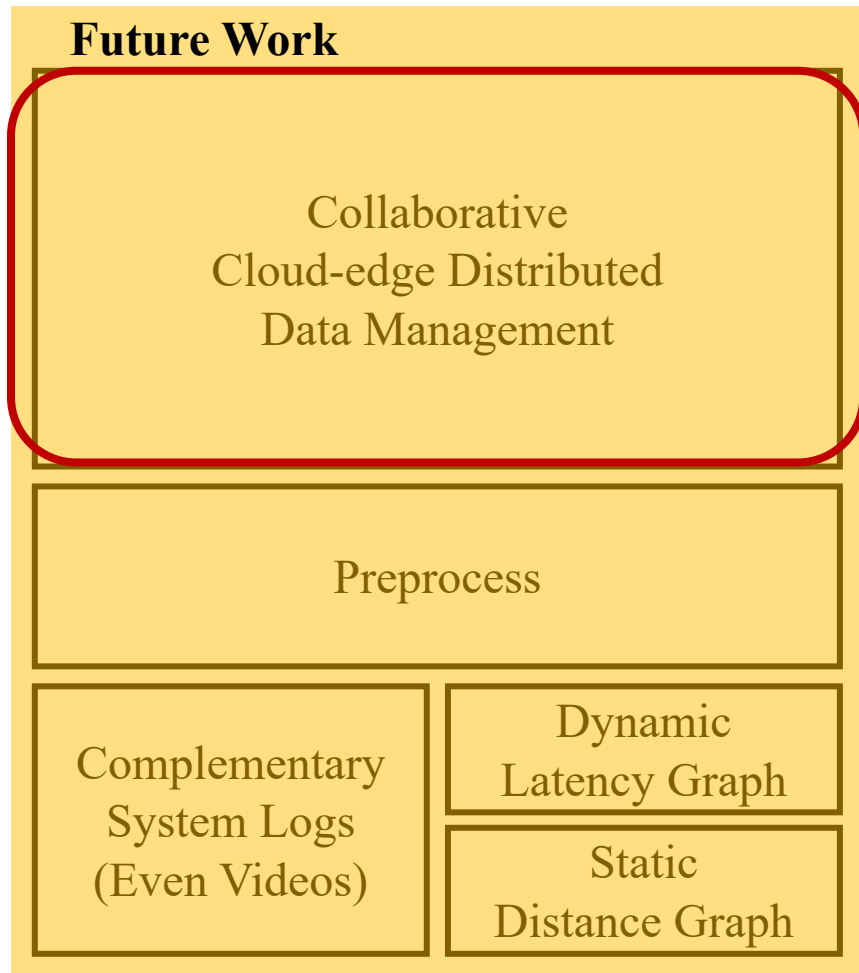 Future Work
Collaborative
Cloud-edge Distributed
Data Management
Preprocess
Complementary
System Logs
(Even Videos)
Dynamic
Latency Graph
Static
Distance Graph